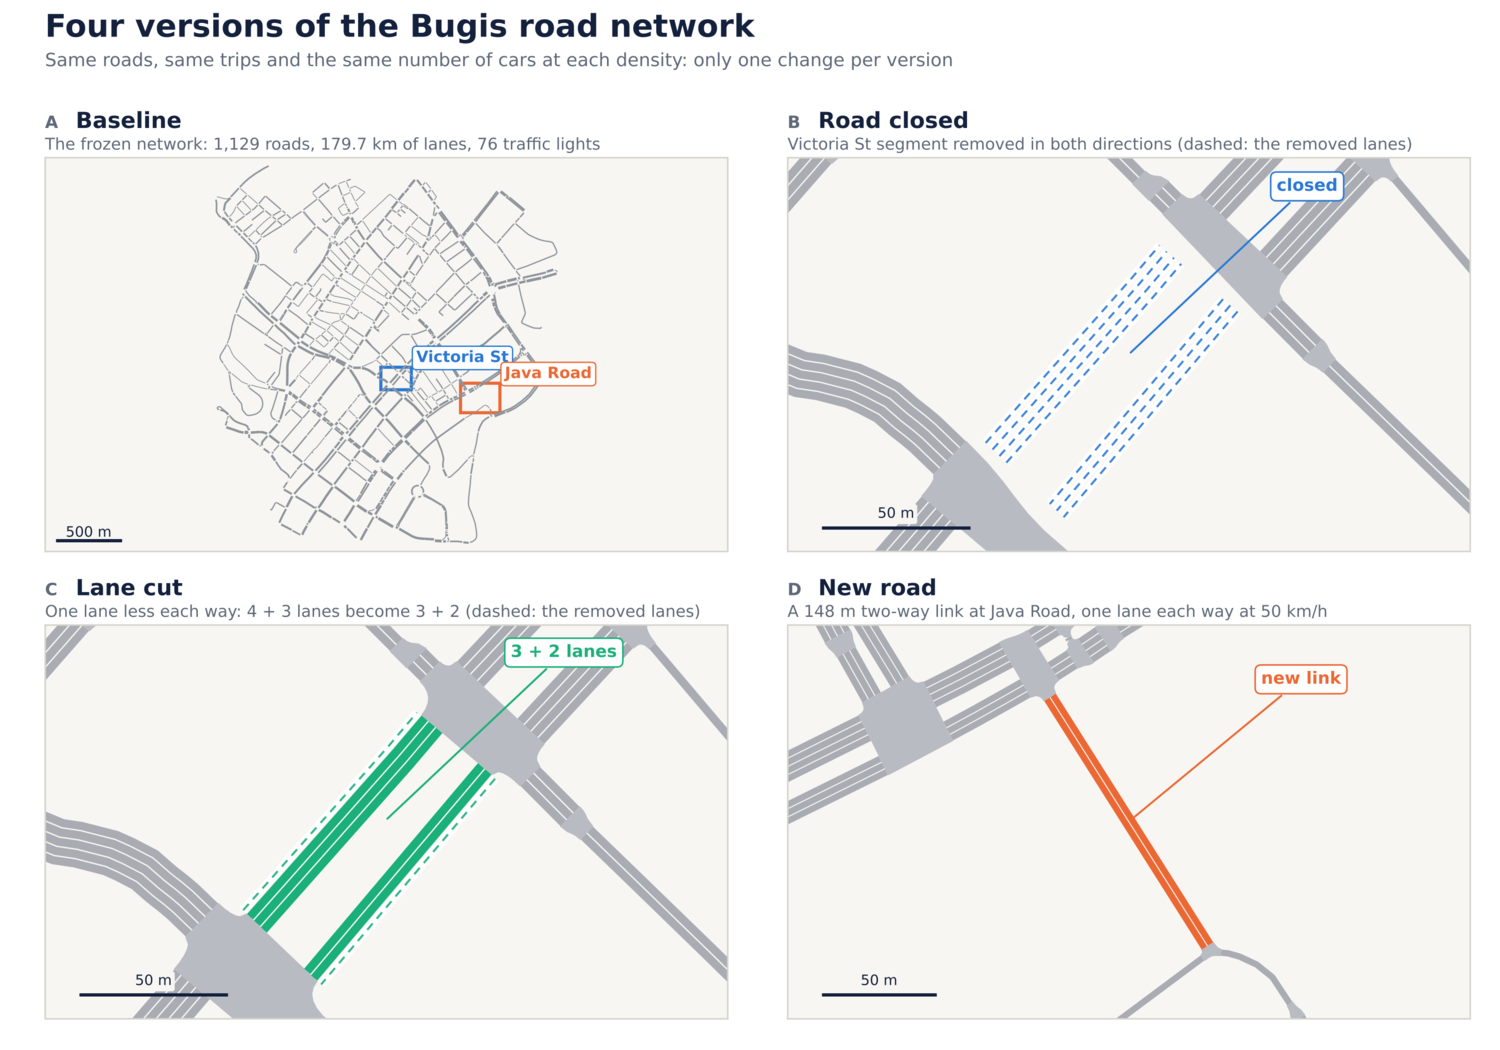 Four versions of the Bugis road network
Same roads, same trips and the same number of cars at each density: only one change per version
A Baseline
The frozen network: 1,129 roads, 179.7 km of lanes, 76 traffic lights
Victoria St
Java Road
500 m
B Road closed
Victoria St segment removed in both directions (dashed: the removed lanes)
closed
50 m
C Lane cut
One lane less each way: 4 + 3 lanes become 3 + 2 (dashed: the removed lanes)
3 + 2 lanes
50 m
D New road
A 148 m two-way link at Java Road, one lane each way at 50 km/h
new link
50 m